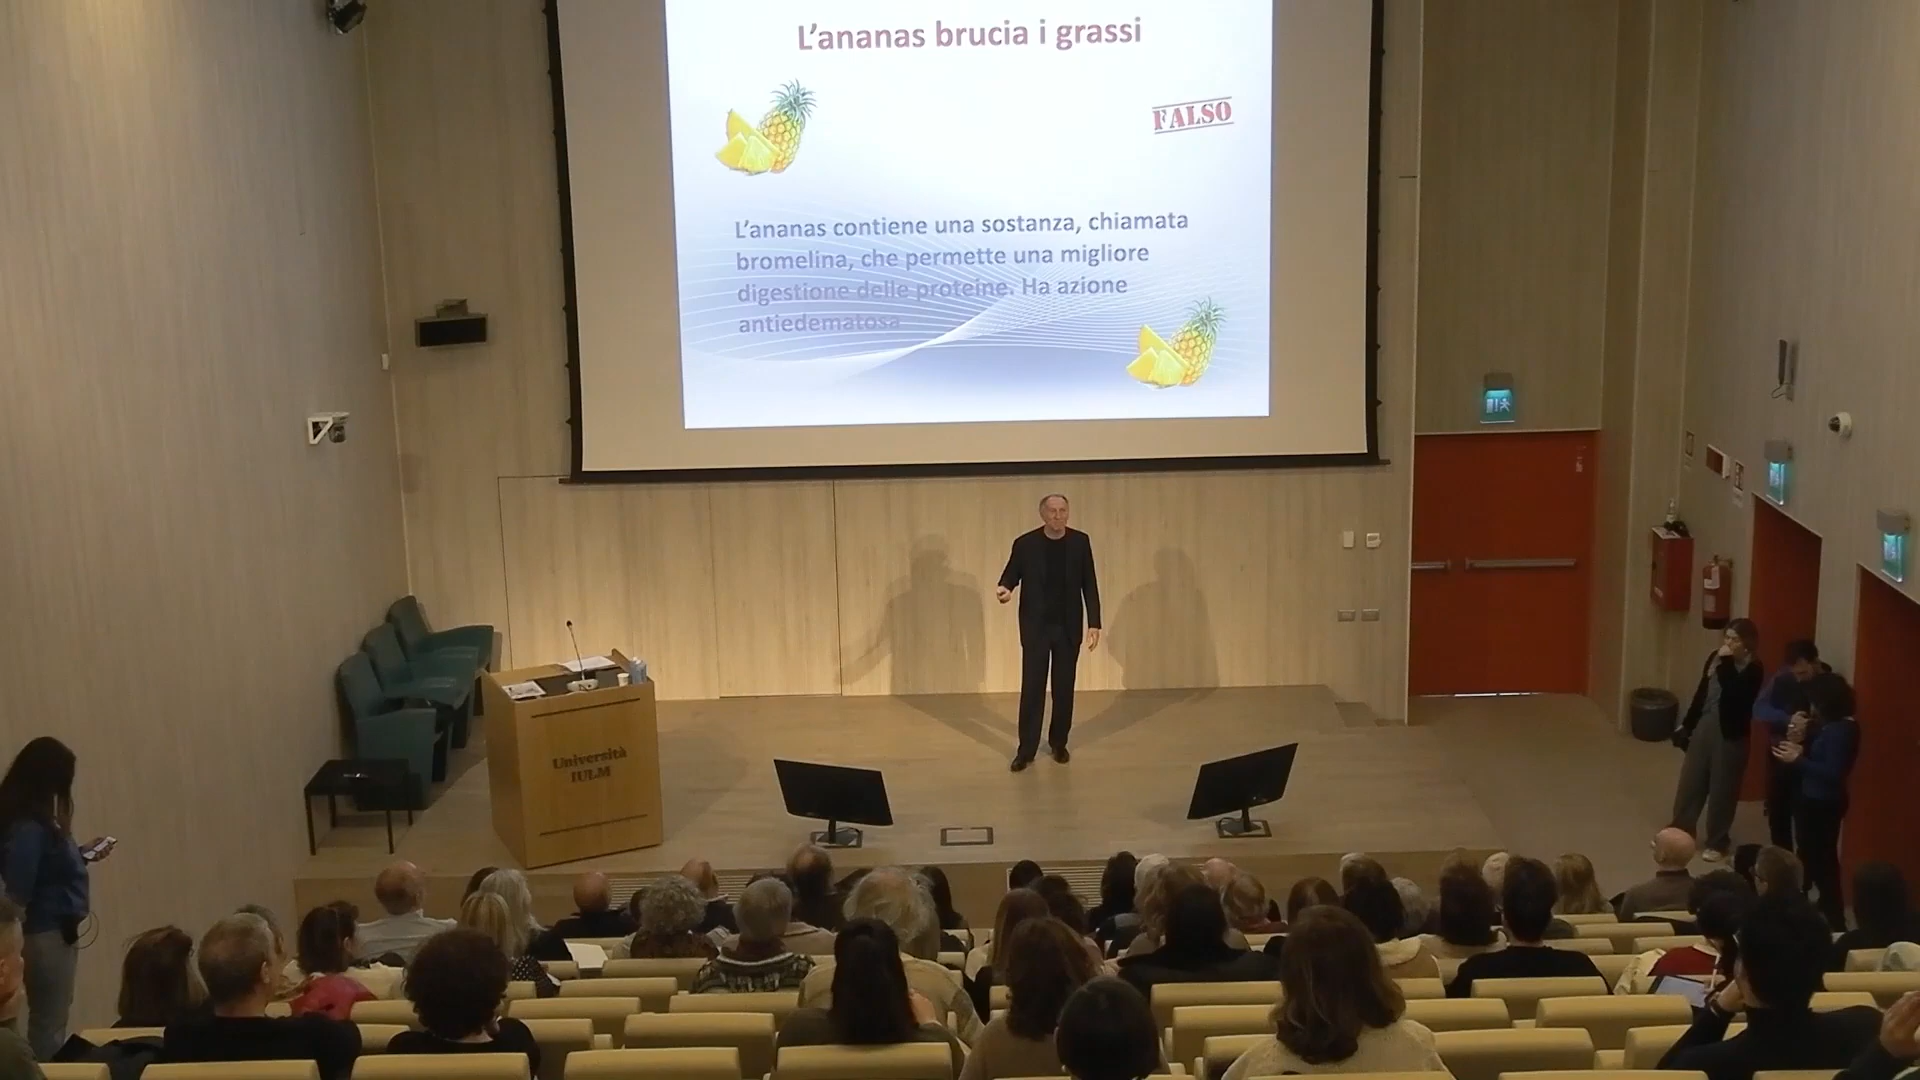 L'ananas brucia i grassi
FALSO
L'ananas contiene una sostanza, chiamata
bromelina, che permette una migliore
digestione delle proteine. Ha azione
antiedematosa
Università
IULM